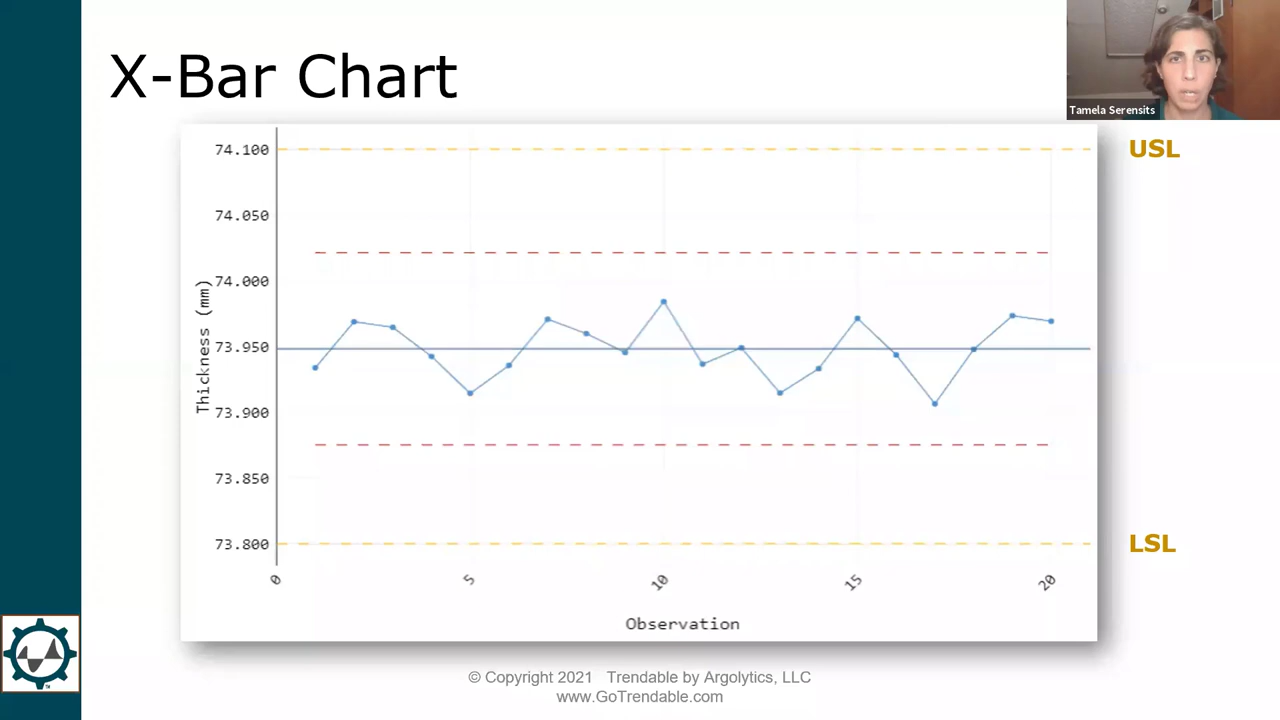 X-Bar Chart
Tamela Serensits
USL
74.100
74.050
74.000
73.950
73.900
73.850
73.800
Thickness (mm)
LSL
0
5
10
15
20
Observation
© Copyright 2021 Trendable by Argolytics, LLC
www.GoTrendable.com